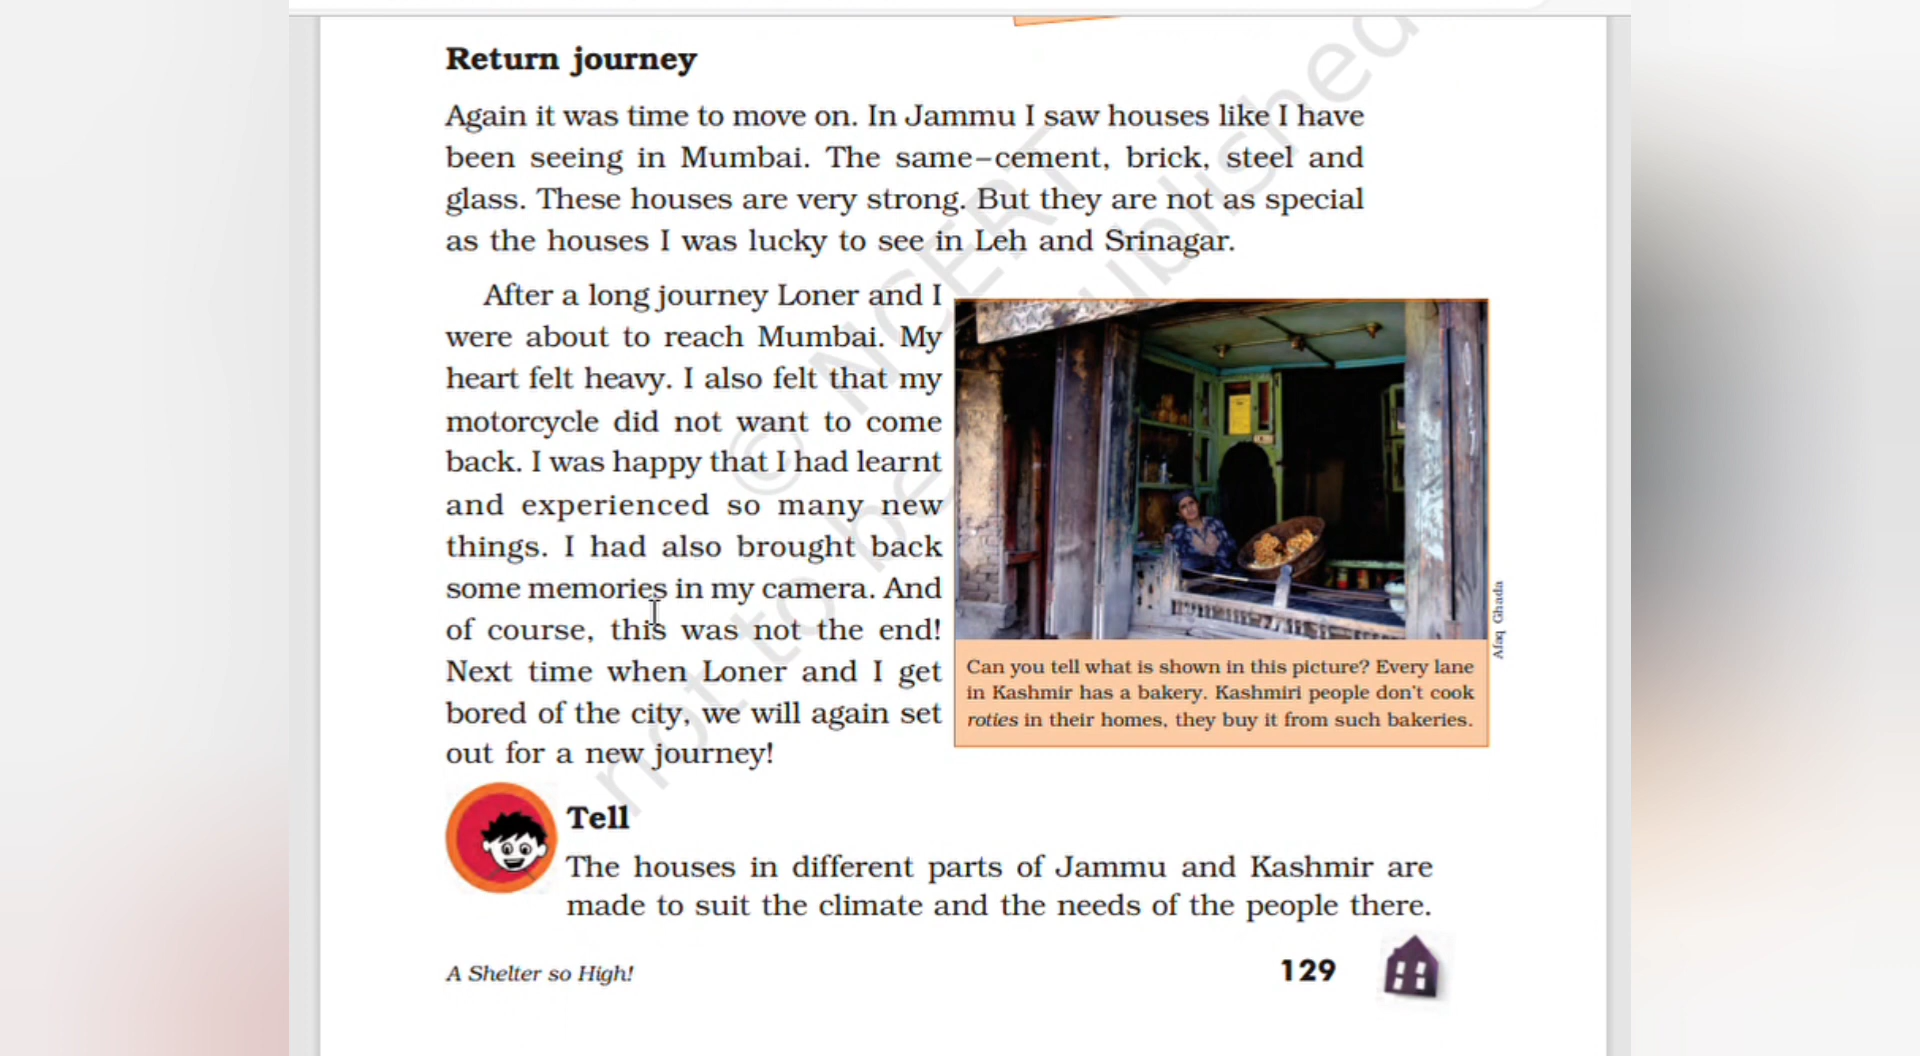 Return journey
Again it was time to move on. In Jammu I saw houses like I have
been seeing in Mumbai. The same–cement, brick, steel and
glass. These houses are very strong. But they are not as special
as the houses I was lucky to see in Leh and Srinagar.
After a long journey Loner and I
were about to reach Mumbai. My
heart felt heavy. I also felt that my
motorcycle did not want to come
back. I was happy that I had learnt
and experienced so many new
things. I had also brought back
some memories in my camera. And
of course, this was not the end!
Next time when Loner and I get
bored of the city, we will again set
out for a new journey!
Afaq Ghada
Can you tell what is shown in this picture? Every lane
in Kashmir has a bakery. Kashmiri people don't cook
roties in their homes, they buy it from such bakeries.
Tell
The houses in different parts of Jammu and Kashmir are
made to suit the climate and the needs of the people there.
A Shelter so High!
129
© NCERT
not to be published